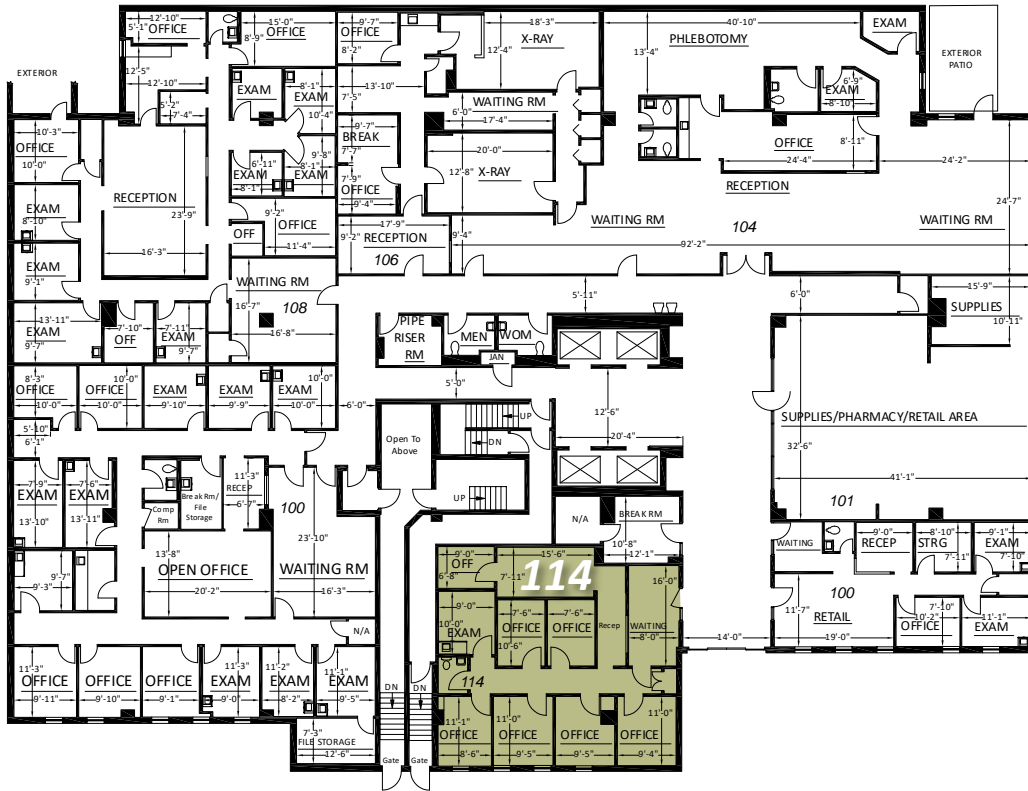 12'-10"
5'-1" OFFICE
15'-0"
OFFICE
8'-9"
9'-7"
OFFICE
8'-2"
18'-3"
X-RAY
12'-4"
40'-10"
PHLEBOTOMY
13'-4"
EXAM
EXTERIOR
PATIO
EXTERIOR
12'-5"
12'-10"
5'-2"
7'-4"
EXAM
8'-1"
EXAM
10'-4"
13'-10"
7'-5"
6'-0"
WAITING RM
17'-4"
6'-9"
EXAM
8'-10"
10'-3"
OFFICE
10'-0"
9'-7"
BREAK
7'-7"
20'-0"
12'-8"
X-RAY
OFFICE
24'-4"
8'-11"
24'-2"
6'-11"
EXAM
8'-1"
9'-8"
8'-1"
EXAM
7'-9"
OFFICE
9'-4"
RECEPTION
EXAM
8'-10"
RECEPTION
23'-9"
16'-3"
9'-2"
OFFICE
11'-4"
OFF
17'-9"
9'-2"
RECEPTION
106
9'-4"
WAITING RM
104
92'-2"
WAITING RM
24'-7"
EXAM
9'-1"
WAITING RM
16'-7"
108
16'-8"
5'-11"
6'-0"
15'-9"
SUPPLIES
10'-11"
13'-11"
EXAM
9'-7"
7'-10"
OFF
7'-11"
EXAM
9'-7"
PIPE
RISER
RM
MEN
WOM
JAN
8'-3"
OFFICE
10'-0"
10'-0"
OFFICE
10'-0"
EXAM
9'-10"
EXAM
9'-9"
10'-0"
EXAM
10'-0"
6'-0"
5'-0"
12'-6"
20'-4"
UP
DN
UP
Open To
Above
SUPPLIES/PHARMACY/RETAIL AREA
32'-6"
41'-1"
101
5'-10"
6'-1"
7'-9"
EXAM
13'-10"
7'-6"
EXAM
13'-11"
Comp
Rm
Break Rm/
File
Storage
11'-3"
RECEP
6'-7"
100
23'-10"
WAITING RM
16'-3"
N/A
BREAK RM
10'-8"
12'-1"
WAITING
9'-0"
RECEP
8'-10"
STRG
7'-11"
9'-1"
EXAM
7'-10"
13'-8"
OPEN OFFICE
20'-2"
9'-7"
9'-3"
9'-0"
OFF
6'-8"
15'-6"
7'-11"
114
16'-0"
WAITING
8'-0"
9'-0"
10'-0"
EXAM
7'-6"
OFFICE
10'-6"
7'-6"
OFFICE
Recep
14'-0"
11'-7"
100
RETAIL
19'-0"
7'-10"
10'-2"
OFFICE
11'-1"
EXAM
N/A
11'-3"
OFFICE
9'-11"
OFFICE
9'-10"
OFFICE
9'-1"
11'-3"
EXAM
9'-0"
11'-2"
EXAM
8'-2"
11'-1"
EXAM
9'-5"
114
DN
DN
11'-1"
OFFICE
8'-6"
11'-0"
OFFICE
9'-5"
OFFICE
9'-5"
11'-0"
OFFICE
9'-4"
7'-3"
FILE STORAGE
12'-6"
Gate
Gate